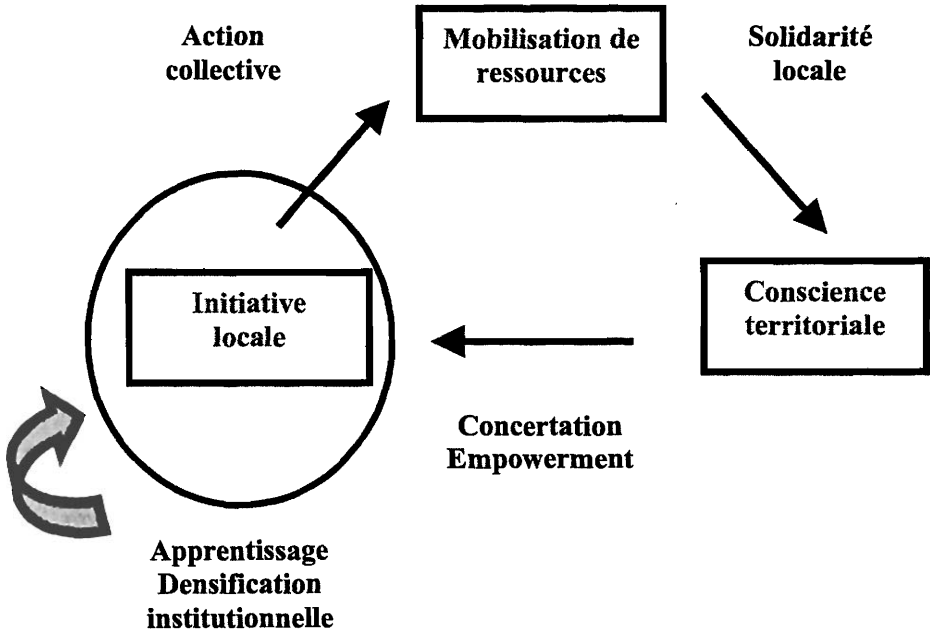 Action
collective
Mobilisation de
ressources
Solidarité
locale
Initiative
locale
Conscience
territoriale
Concertation
Empowerment
Apprentissage
Densification
institutionnelle